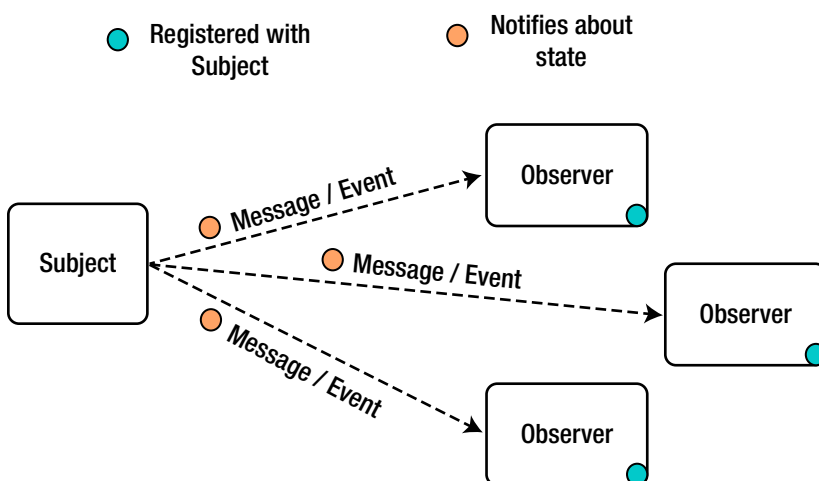 Registered with
Subject
Notifies about
state
Message / Event
Observer
Subject
Message / Event
Observer
Message / Event
Observer